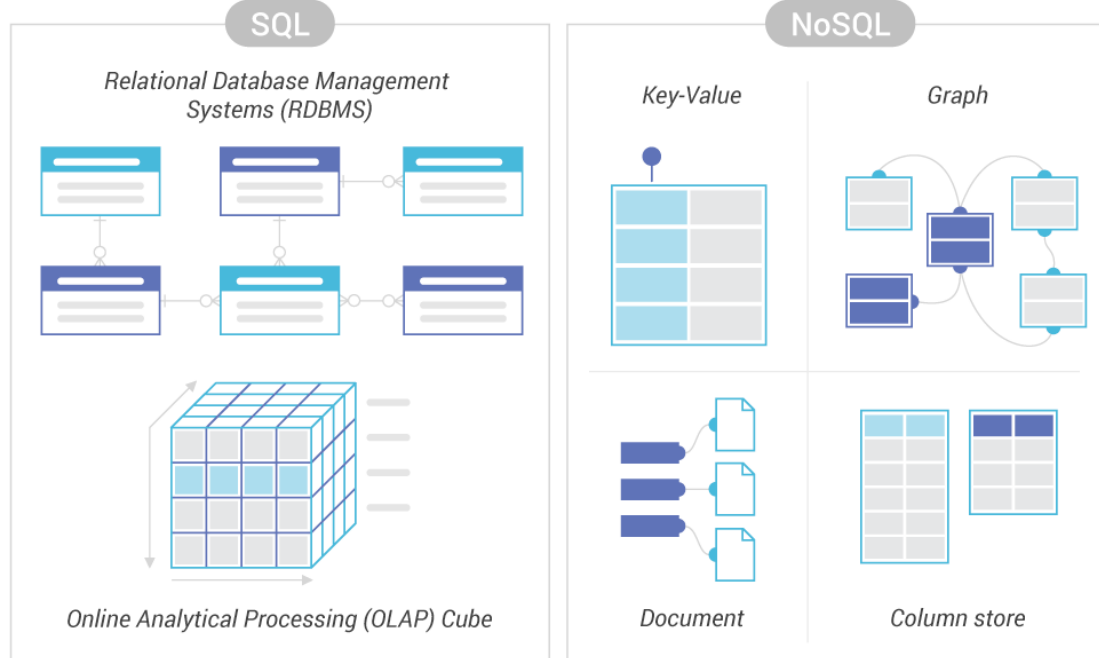 SQL
Relational Database Management
Systems (RDBMS)
Online Analytical Processing (OLAP) Cube
NoSQL
Key-Value
Graph
Document
Column store